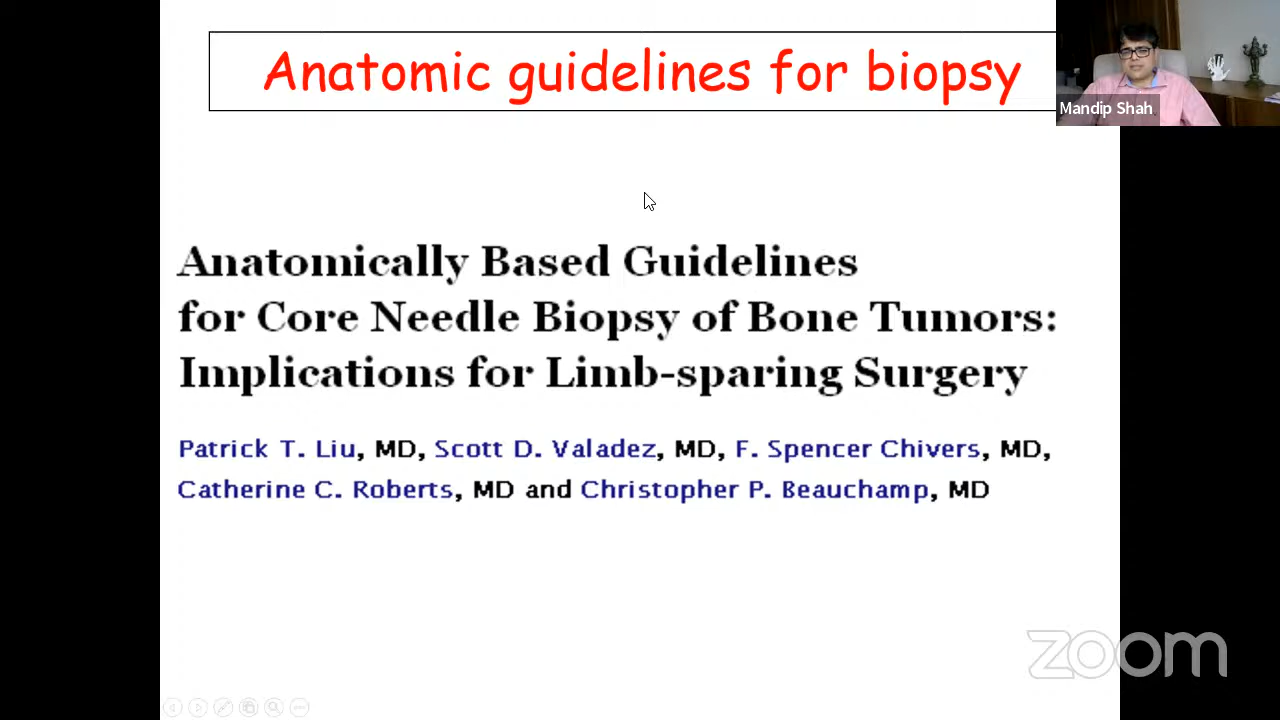 Anatomic guidelines for biopsy
Mandip Shah
Anatomically Based Guidelines
for Core Needle Biopsy of Bone Tumors:
Implications for Limb-sparing Surgery
Patrick T. Liu, MD, Scott D. Valadez, MD, F. Spencer Chivers, MD,
Catherine C. Roberts, MD and Christopher P. Beauchamp, MD
zoom